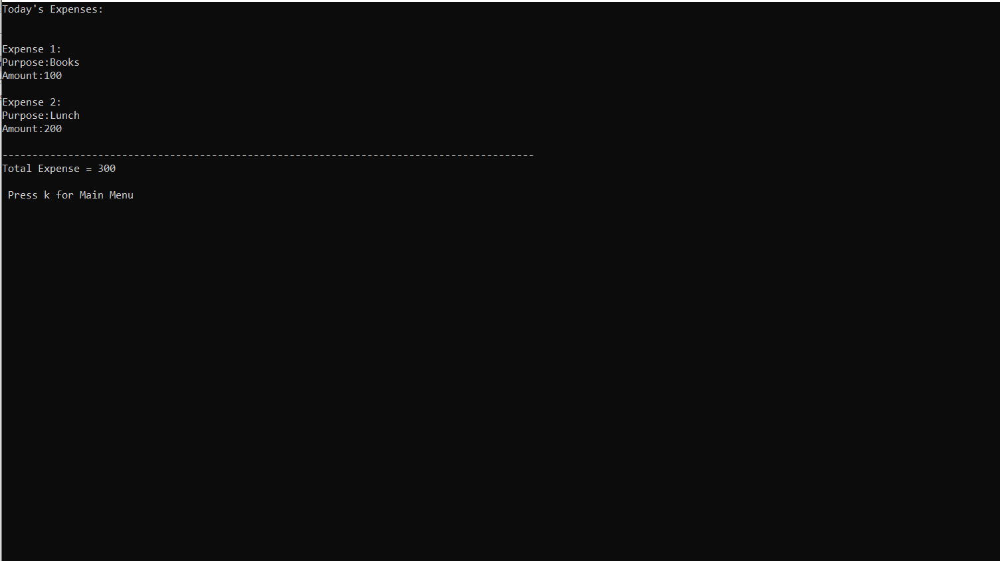 Today's Expenses:
Expense 1:
Purpose:Books
Amount:100
Expense 2:
Purpose:Lunch
Amount:200
-----------------------------------------------------------------------------------------
Total Expense = 300
Press k for Main Menu